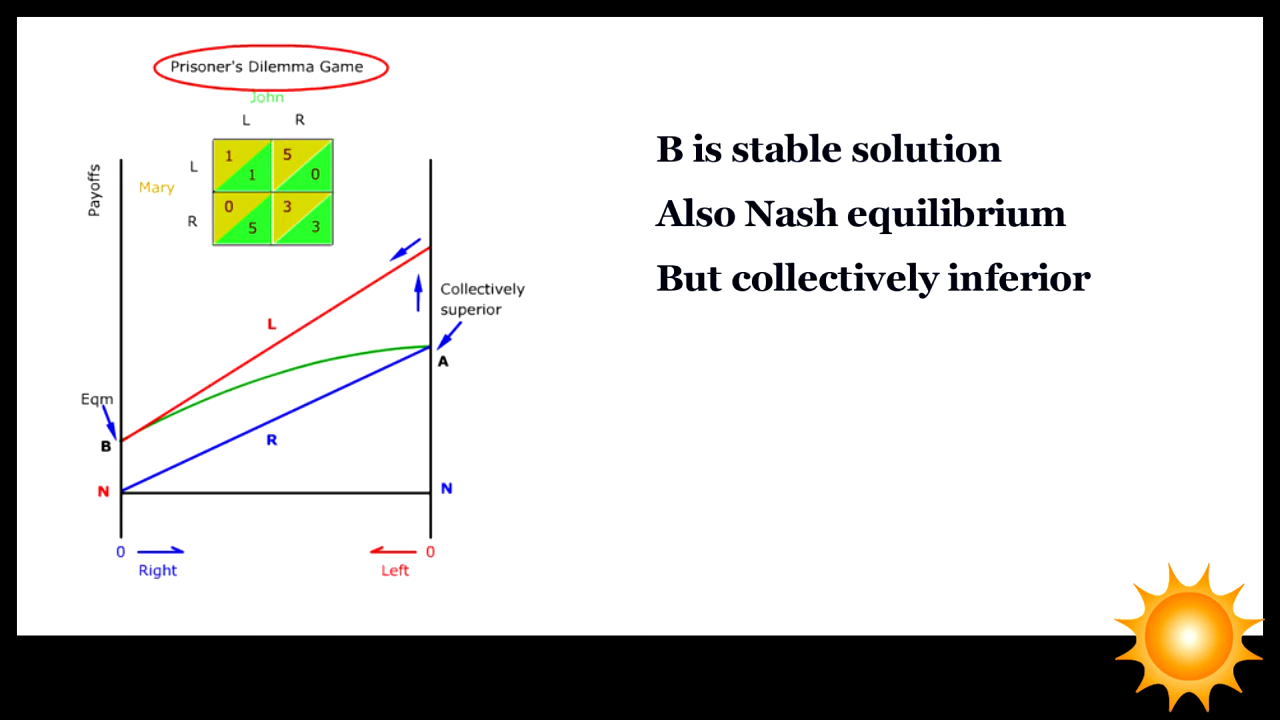 Prisoner's Dilemma Game
John
L R
L
1 5
1 0
Mary
R
0 3
5 3
Payoffs
B is stable solution
Also Nash equilibrium
But collectively inferior
Collectively
superior
L
A
Eqm
B
R
N N
0 0
Right Left